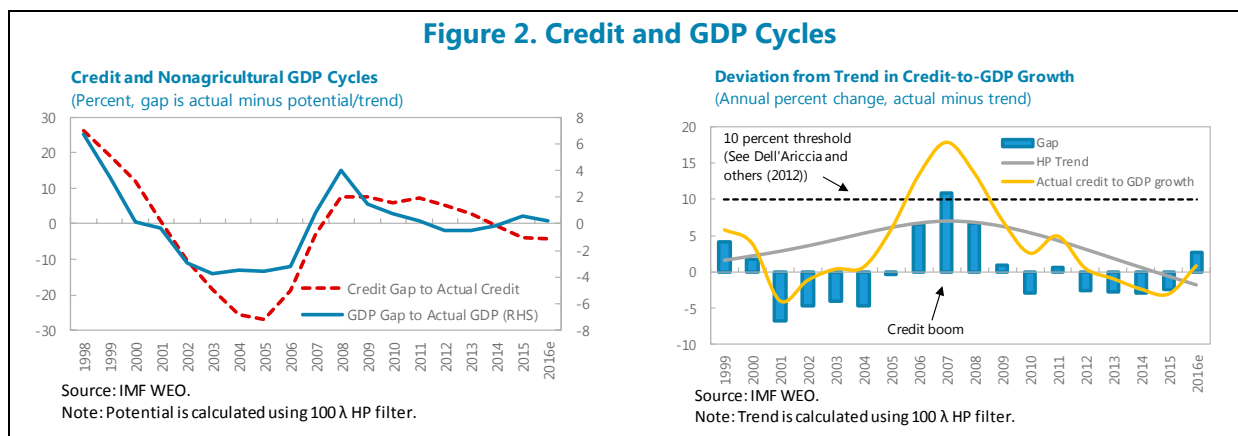 Figure 2. Credit and GDP Cycles
Credit and Nonagricultural GDP Cycles
(Percent, gap is actual minus potential/trend)
30
20
10
0
-10
-20
-30
8
6
4
2
0
-2
-4
-6
-8
Credit Gap to Actual Credit
GDP Gap to Actual GDP (RHS)
1998
1999
2000
2001
2002
2003
2004
2005
2006
2007
2008
2009
2010
2011
2012
2013
2014
2015
2016e
Source: IMF WEO.
Note: Potential is calculated using 100 λ HP filter.
Deviation from Trend in Credit-to-GDP Growth
(Annual percent change, actual minus trend)
20
15
10
5
0
-5
-10
10 percent threshold
(See Dell'Ariccia and
others (2012))
Gap
HP Trend
Actual credit to GDP growth
Credit boom
1999
2000
2001
2002
2003
2004
2005
2006
2007
2008
2009
2010
2011
2012
2013
2014
2015
2016e
Source: IMF WEO.
Note: Trend is calculated using 100 λ HP filter.